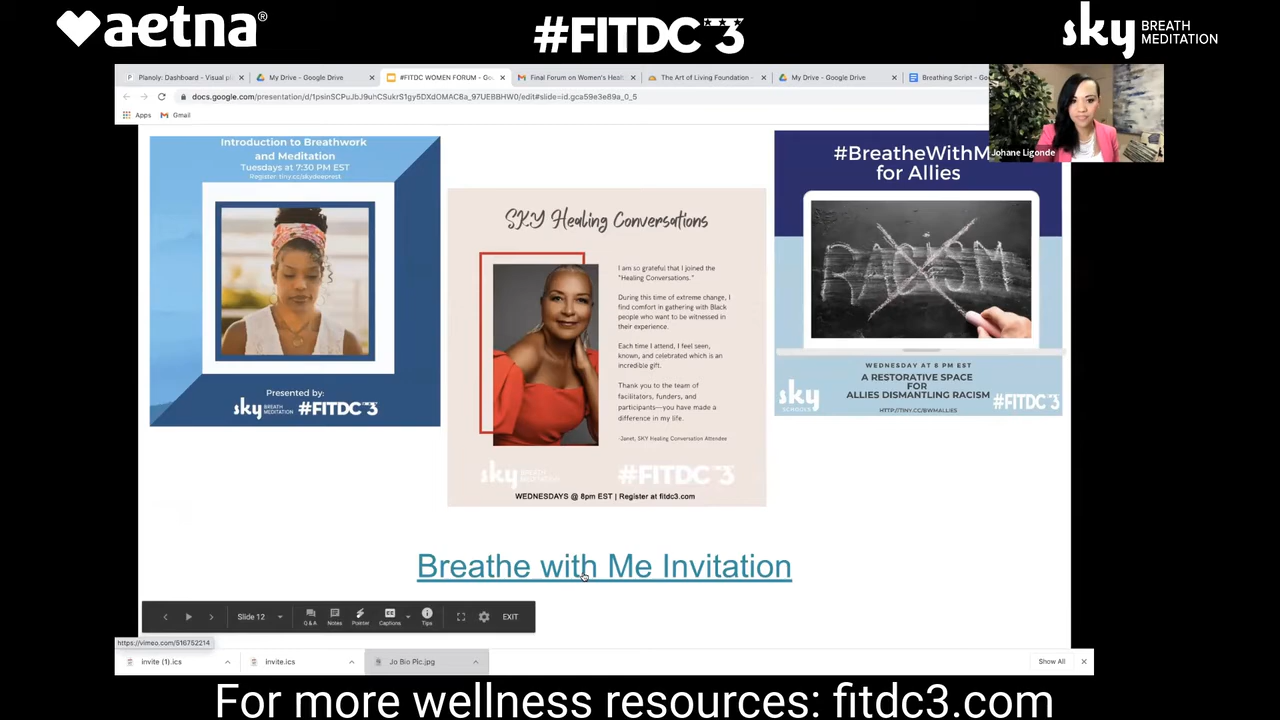 aetna®
#FITDC3
sky BREATH MEDITATION
Planoly: Dashboard - Visual pl
My Drive - Google Drive
#FITDC WOMEN FORUM - Go
Final Forum on Women's Heal
The Art of Living Foundation -
My Drive - Google Drive
Breathing Script - Go
docs.google.com/presentation/d/1psinSCPuJbJ9uhCSukrS1gy5DXdOMAC8a_97UEBBHW0/edit#slide=id.gca59e3e89a_0_5
Apps
Gmail
Johane Ligonde
Introduction to Breathwork
and Meditation
Tuesdays at 7:30 PM EST
Register: tiny.cc/skydeeprest
Presented by:
sky BREATH MEDITATION #FITDC3
SKY Healing Conversations
I am so grateful that I joined the
"Healing Conversations."
During this time of extreme change, I
find comfort in gathering with Black
people who want to be witnessed in
their experience.
Each time I attend, I feel seen,
known, and celebrated which is an
incredible gift.
Thank you to the team of
facilitators, funders, and
participants—you have made a
difference in my life.
-Janet, SKY Healing Conversation Attendee
sky BREATH MEDITATION #FITDC3
WEDNESDAYS @ 8pm EST | Register at fitdc3.com
#BreatheWithM
for Allies
RACISM
WEDNESDAY AT 8 PM EST
A RESTORATIVE SPACE
FOR
ALLIES DISMANTLING RACISM
HTTP://TINY.CC/BWMALLIES
sky SCHOOLS
#FITDC3
Breathe with Me Invitation
Slide 12
Q & A
Notes
Pointer
Captions
Tips
EXIT
https://vimeo.com/516752214
invite (1).ics
invite.ics
Jo Bio Pic.jpg
Show All
For more wellness resources: fitdc3.com